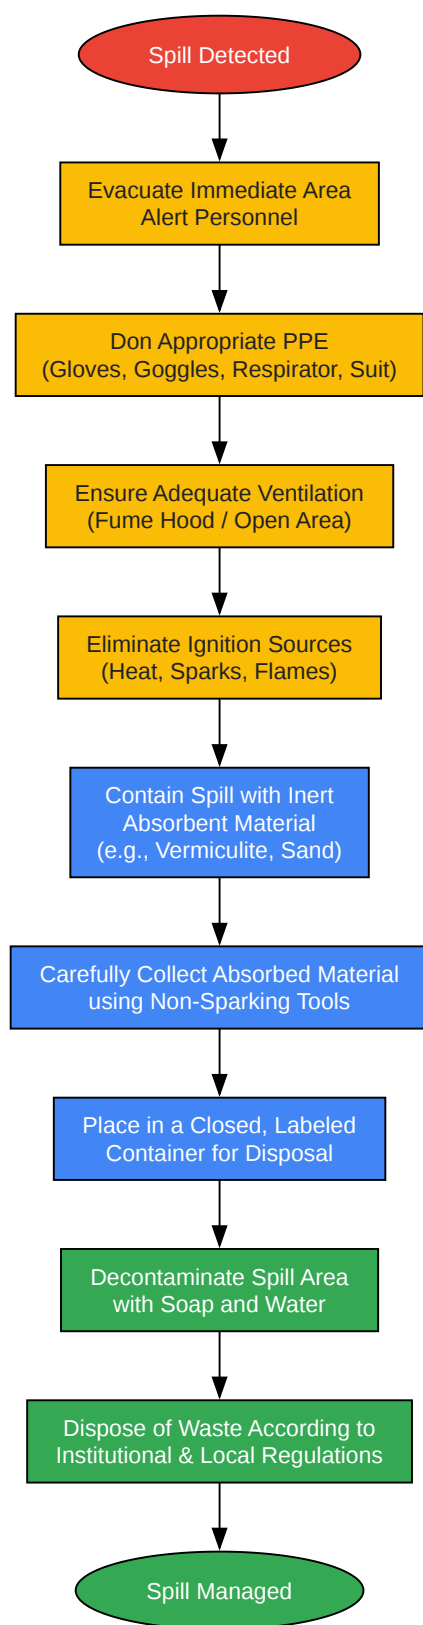 Spill Detected
Evacuate Immediate Area
Alert Personnel
Don Appropriate PPE
(Gloves, Goggles, Respirator, Suit)
Ensure Adequate Ventilation
(Fume Hood / Open Area)
Eliminate Ignition Sources
(Heat, Sparks, Flames)
Contain Spill with Inert
Absorbent Material
(e.g., Vermiculite, Sand)
Carefully Collect Absorbed Material
using Non-Sparking Tools
Place in a Closed, Labeled
Container for Disposal
Decontaminate Spill Area
with Soap and Water
Dispose of Waste According to
Institutional & Local Regulations
Spill Managed